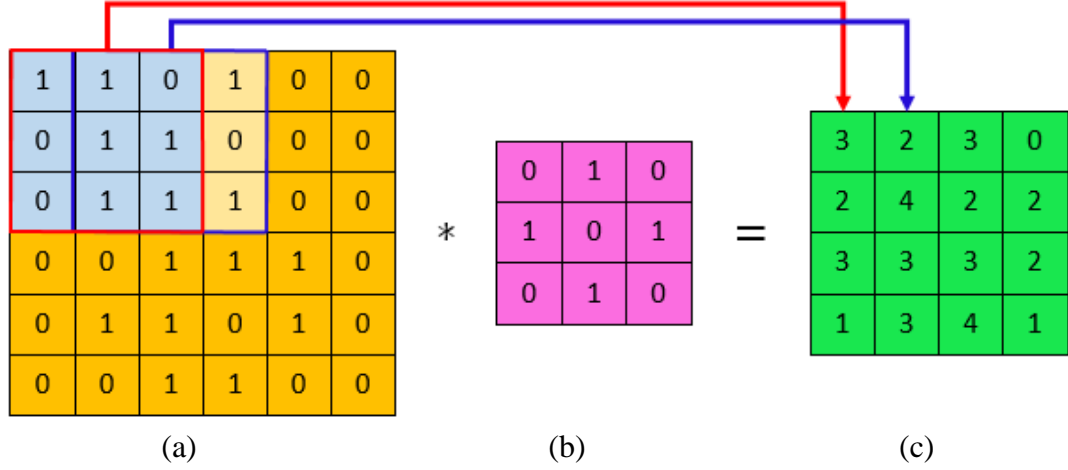 1 1 0 1 0 0
0 1 1 0 0 0
0 1 1 1 0 0
0 0 1 1 1 0
0 1 1 0 1 0
0 0 1 1 0 0
*
0 1 0
1 0 1
0 1 0
=
3 2 3 0
2 4 2 2
3 3 3 2
1 3 4 1
(a) (b) (c)